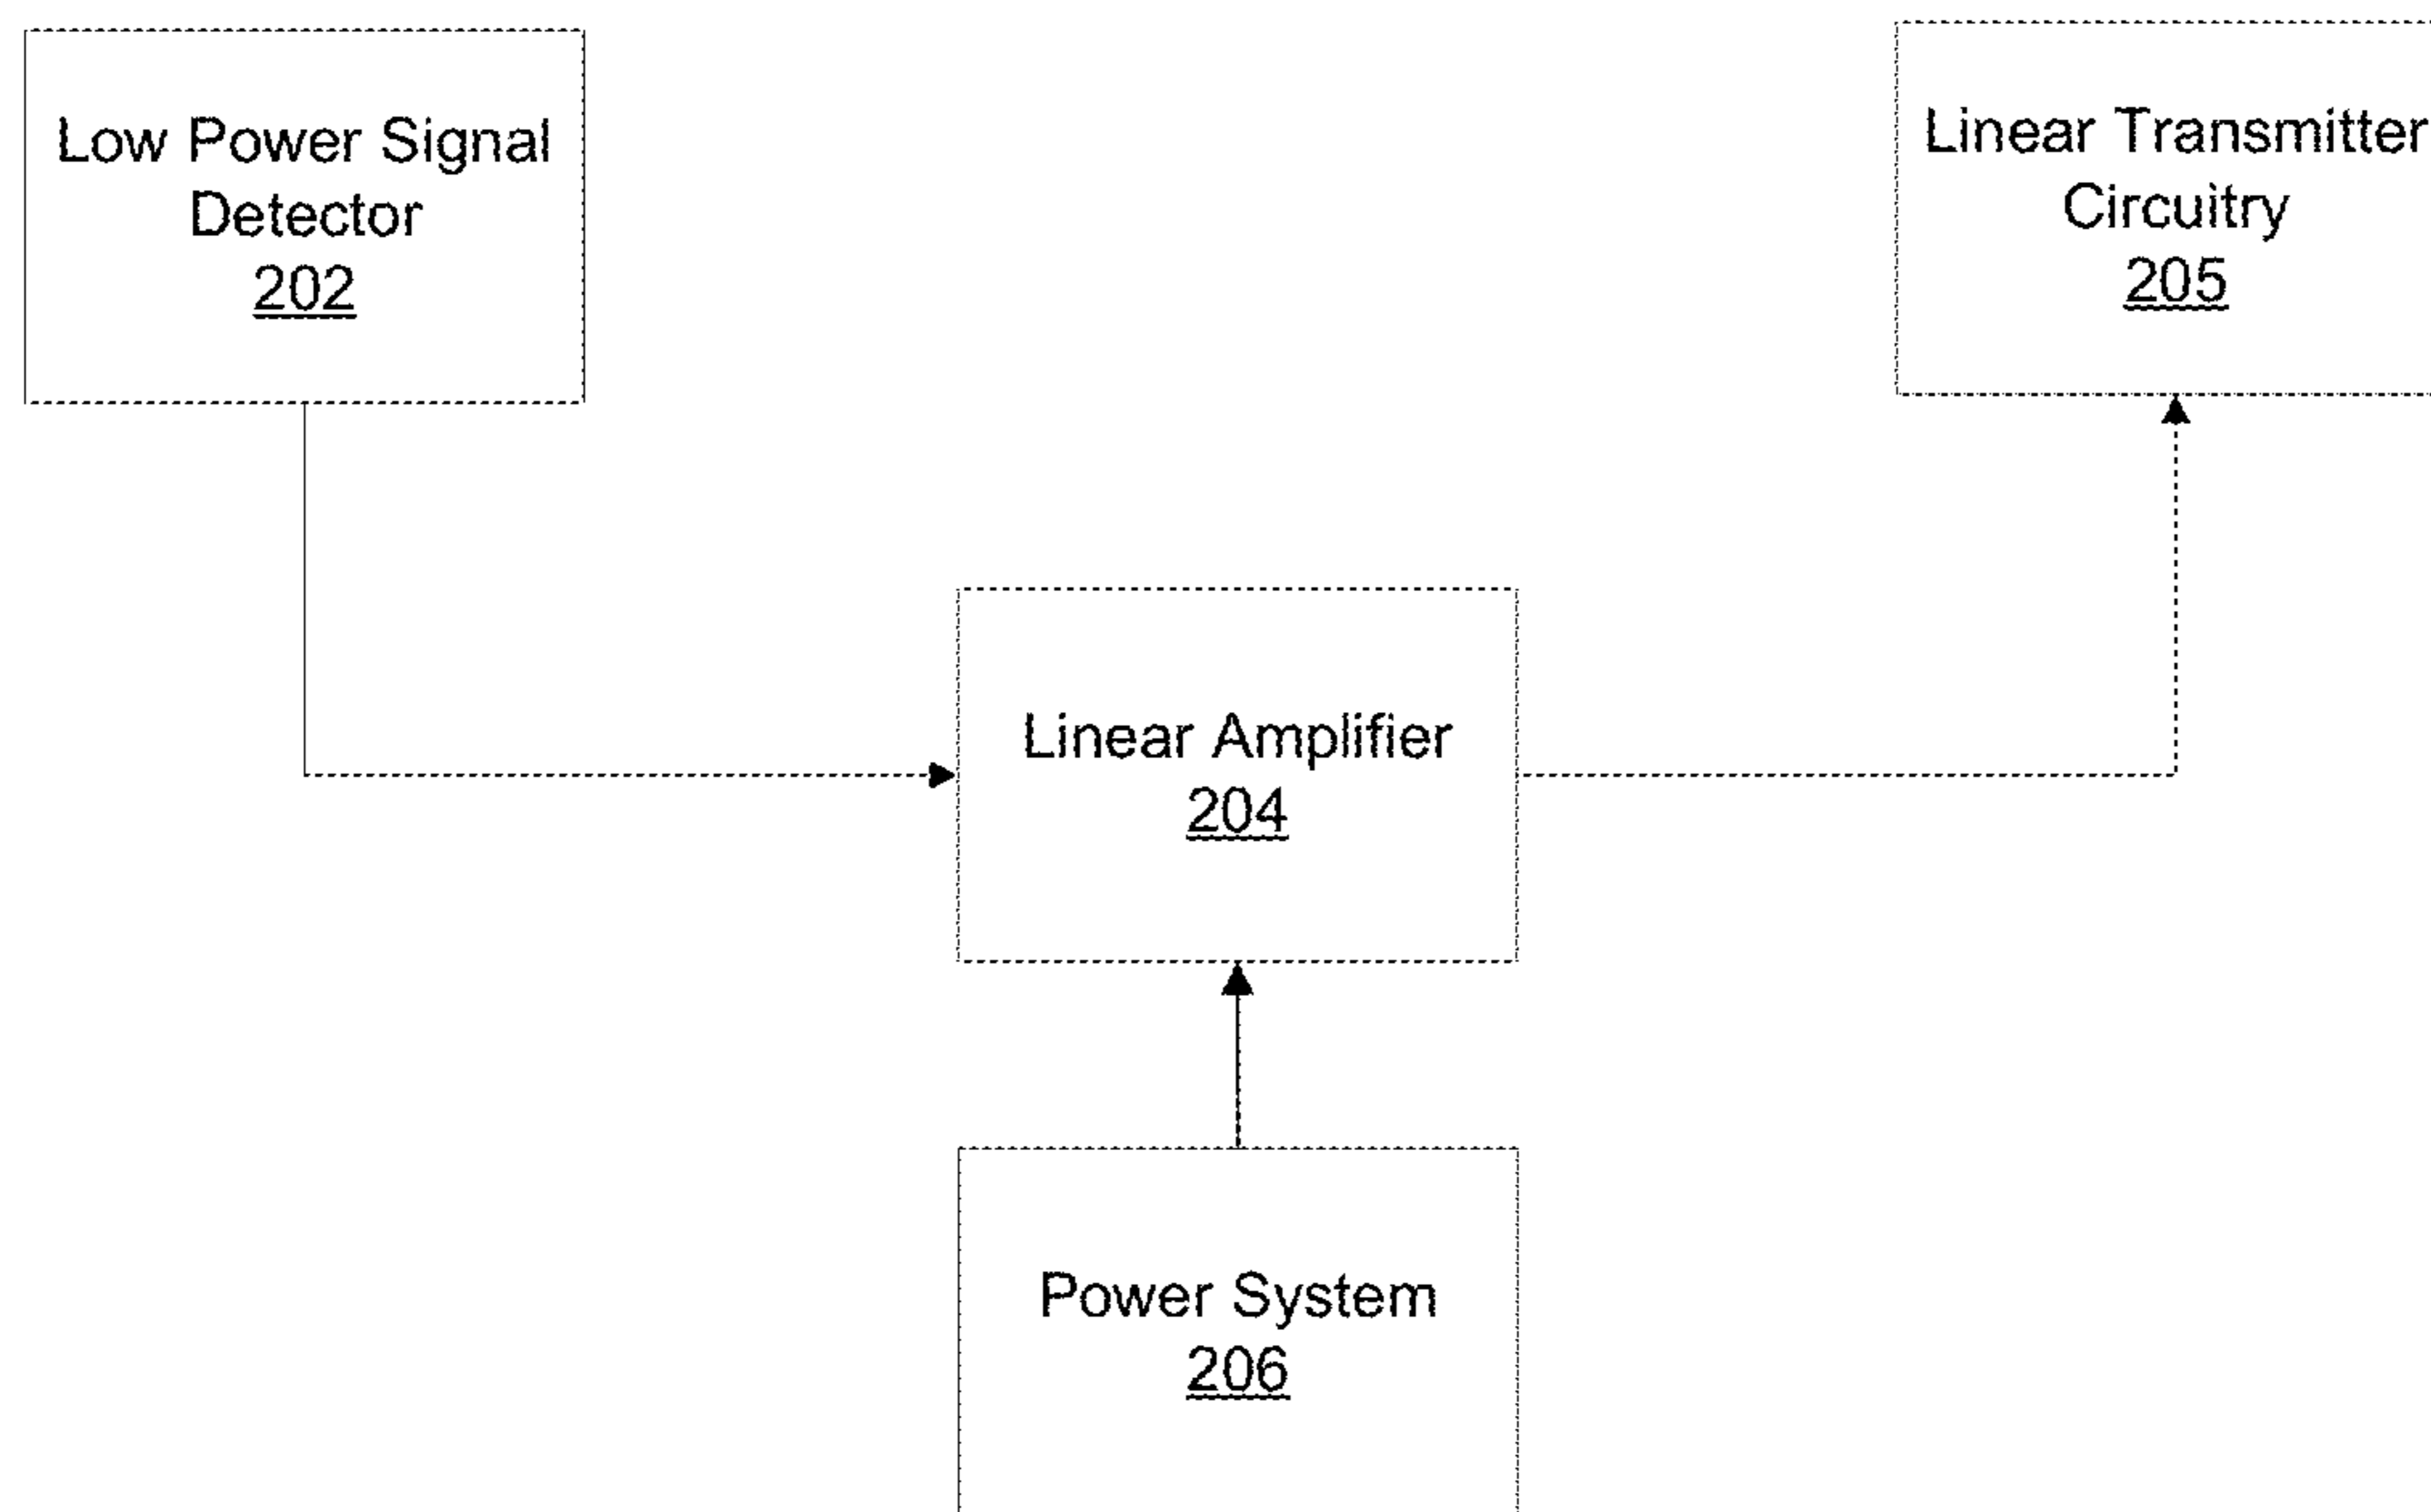 Low Power Signal
Detector
202
Linear Transmitter
Circuitry
205
Linear Amplifier
204
Power System
206